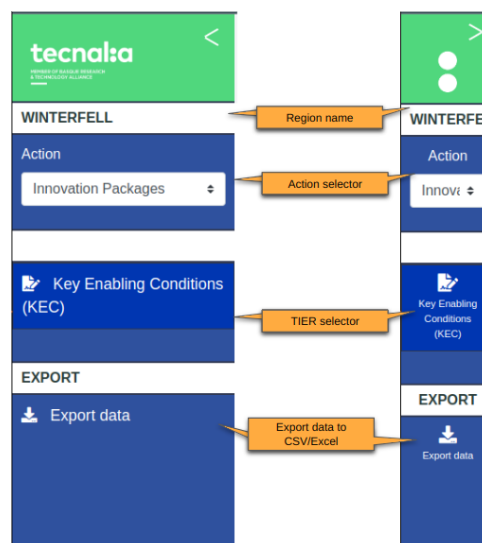 <
tecnal:a
MEMBER OF BASQUE RESEARCH
& TECHNOLOGY ALLIANCE
WINTERFELL
Action
Innovation Packages
Key Enabling Conditions
(KEC)
EXPORT
Export data
Region name
Action selector
TIER selector
Export data to
CSV/Excel
>
WINTERFE
Action
Innova
Key Enabling
Conditions
(KEC)
EXPORT
Export data